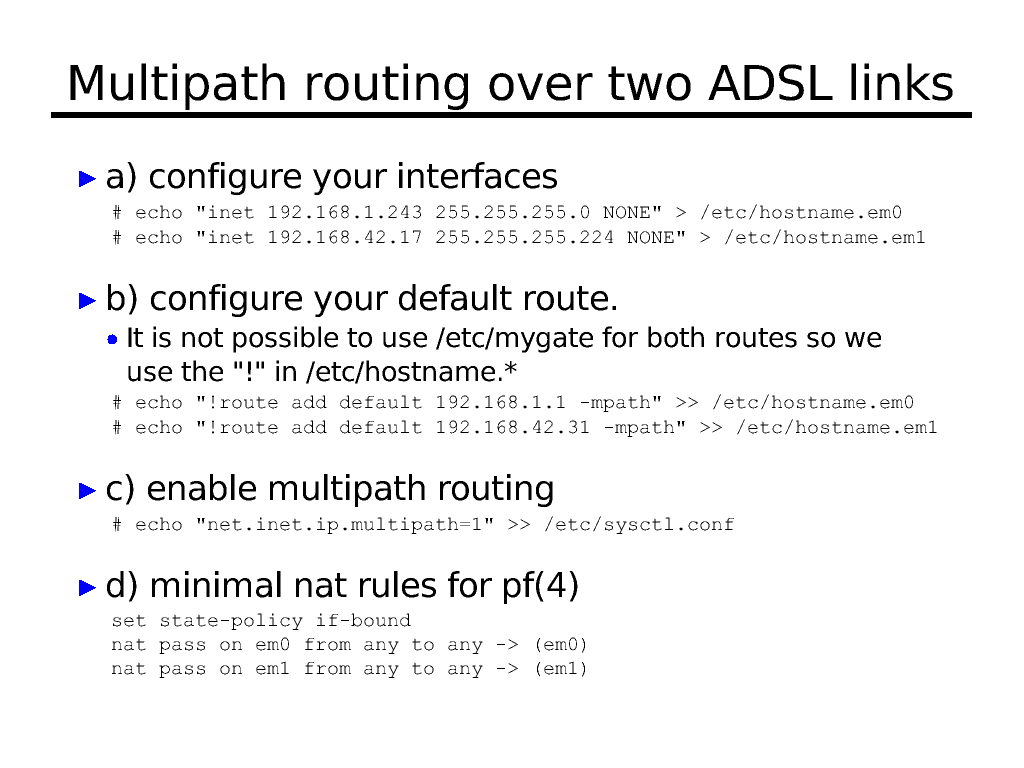 Multipath routing over two ADSL links
a) configure your interfaces
# echo "inet 192.168.1.243 255.255.255.0 NONE" > /etc/hostname.em0
# echo "inet 192.168.42.17 255.255.255.224 NONE" > /etc/hostname.em1
b) configure your default route.
It is not possible to use /etc/mygate for both routes so we
use the "!" in /etc/hostname.*
# echo "!route add default 192.168.1.1 -mpath" >> /etc/hostname.em0
# echo "!route add default 192.168.42.31 -mpath" >> /etc/hostname.em1
c) enable multipath routing
# echo "net.inet.ip.multipath=1" >> /etc/sysctl.conf
d) minimal nat rules for pf(4)
set state-policy if-bound
nat pass on em0 from any to any -> (em0)
nat pass on em1 from any to any -> (em1)